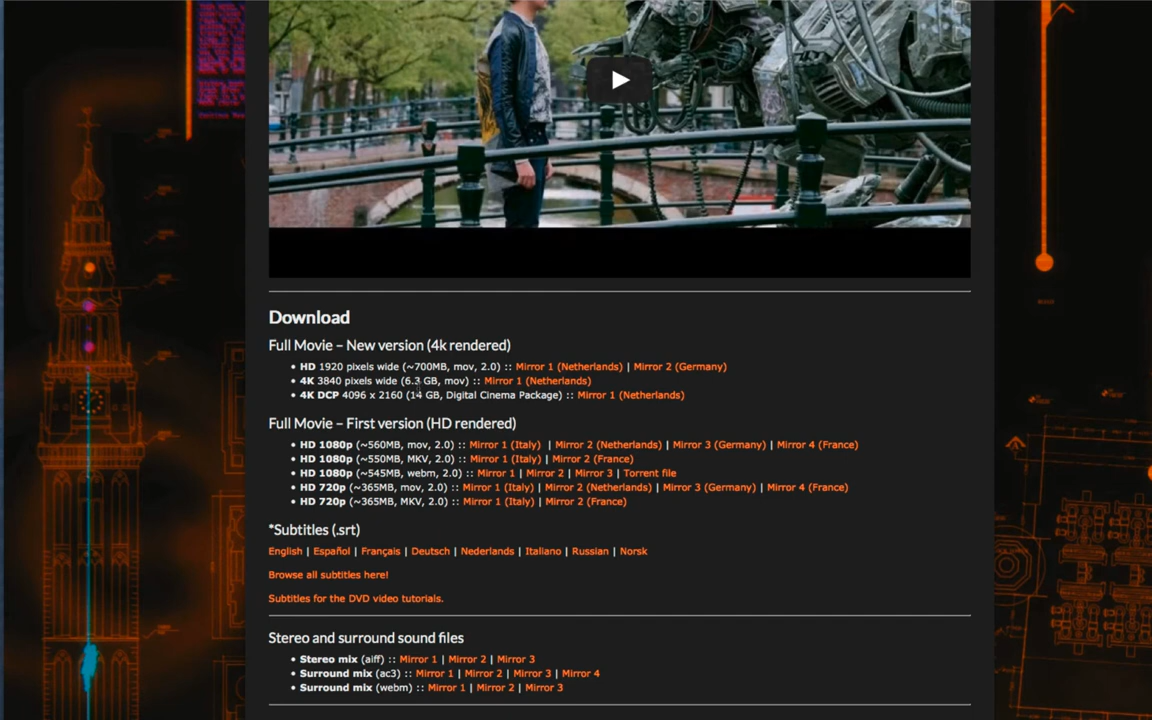 Download
Full Movie – New version (4k rendered)
• HD 1920 pixels wide (~700MB, mov, 2.0) :: Mirror 1 (Netherlands) | Mirror 2 (Germany)
• 4K 3840 pixels wide (6.3 GB, mov) :: Mirror 1 (Netherlands)
• 4K DCP 4096 x 2160 (14 GB, Digital Cinema Package) :: Mirror 1 (Netherlands)
Full Movie – First version (HD rendered)
• HD 1080p (~560MB, mov, 2.0) :: Mirror 1 (Italy) | Mirror 2 (Netherlands) | Mirror 3 (Germany) | Mirror 4 (France)
• HD 1080p (~550MB, MKV, 2.0) :: Mirror 1 (Italy) | Mirror 2 (France)
• HD 1080p (~545MB, webm, 2.0) :: Mirror 1 | Mirror 2 | Mirror 3 | Torrent file
• HD 720p (~365MB, mov, 2.0) :: Mirror 1 (Italy) | Mirror 2 (Netherlands) | Mirror 3 (Germany) | Mirror 4 (France)
• HD 720p (~365MB, MKV, 2.0) :: Mirror 1 (Italy) | Mirror 2 (France)
*Subtitles (.srt)
English | Español | Français | Deutsch | Nederlands | Italiano | Russian | Norsk
Browse all subtitles here!
Subtitles for the DVD video tutorials.
Stereo and surround sound files
• Stereo mix (aiff) :: Mirror 1 | Mirror 2 | Mirror 3
• Surround mix (ac3) :: Mirror 1 | Mirror 2 | Mirror 3 | Mirror 4
• Surround mix (webm) :: Mirror 1 | Mirror 2 | Mirror 3